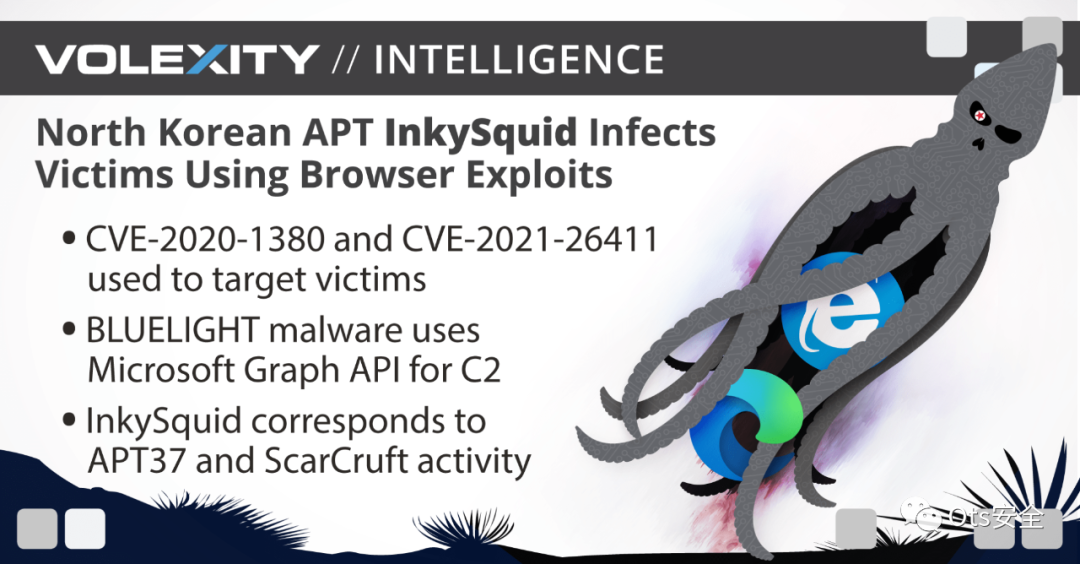 VOLEXITY // INTELLIGENCE
North Korean APT InkySquid Infects
Victims Using Browser Exploits
• CVE-2020-1380 and CVE-2021-26411
used to target victims
• BLUELIGHT malware uses
Microsoft Graph API for C2
• InkySquid corresponds to
APT37 and ScarCruft activity
Ots安全